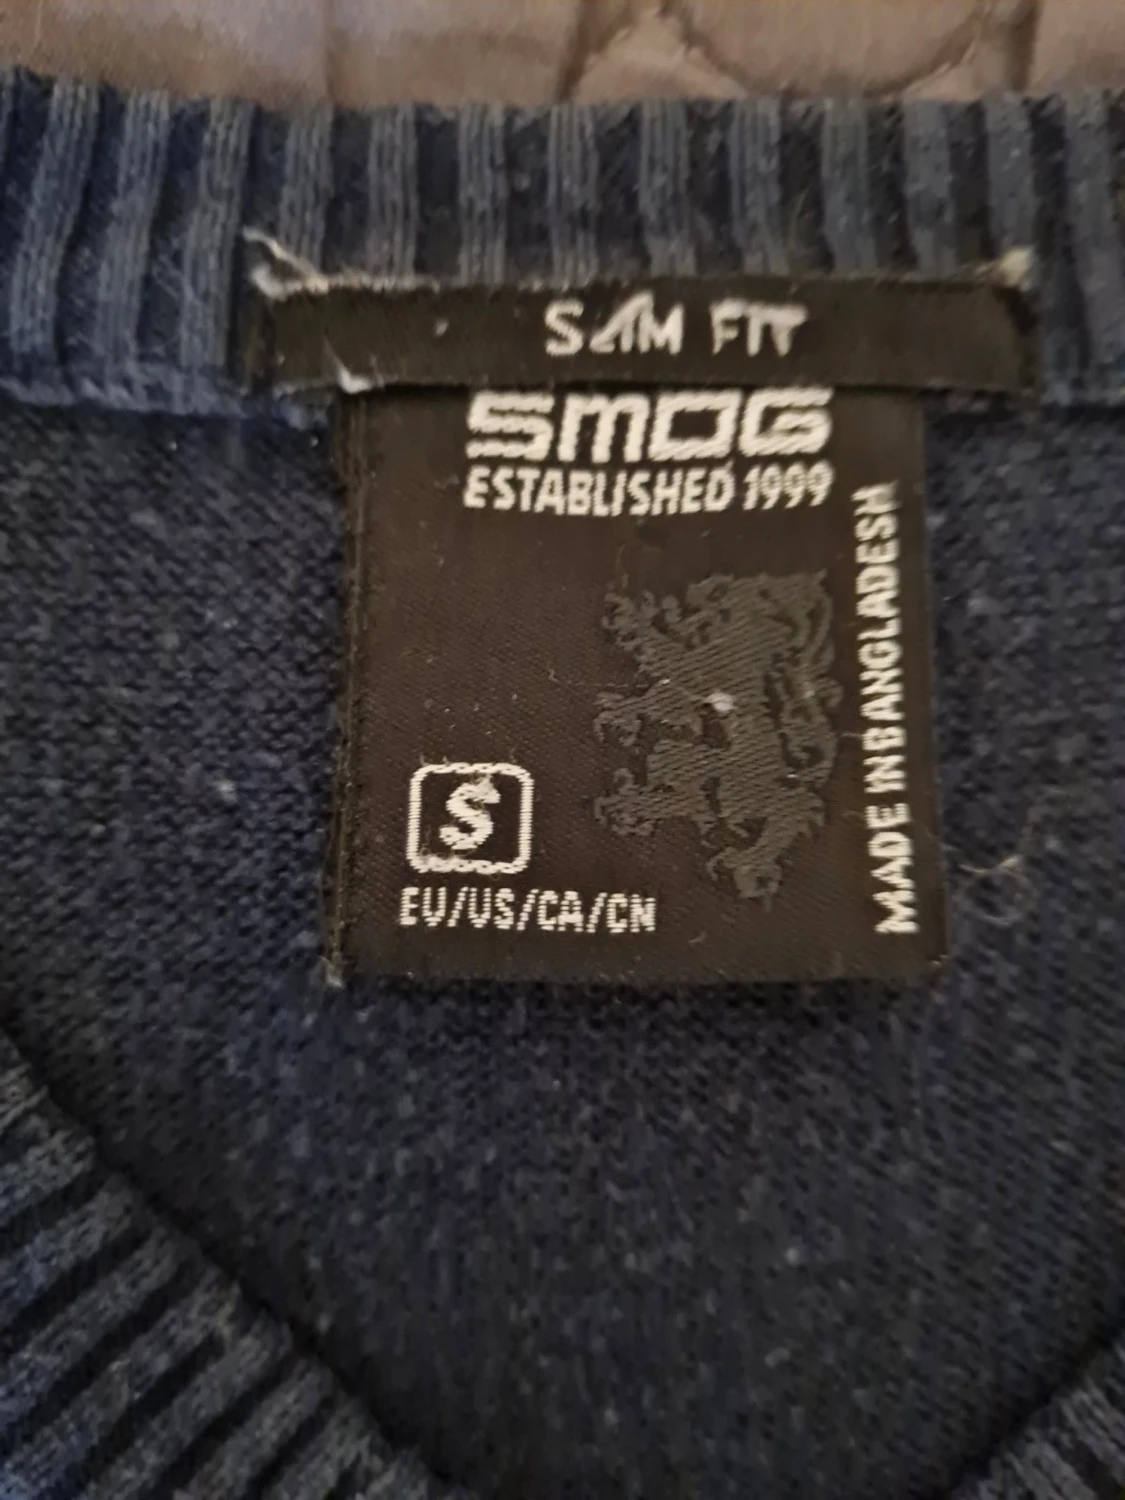 SLIM FIT
SMOG
ESTABLISHED 1999
MADE IN BANGLADESH
S
EU/US/CA/CN